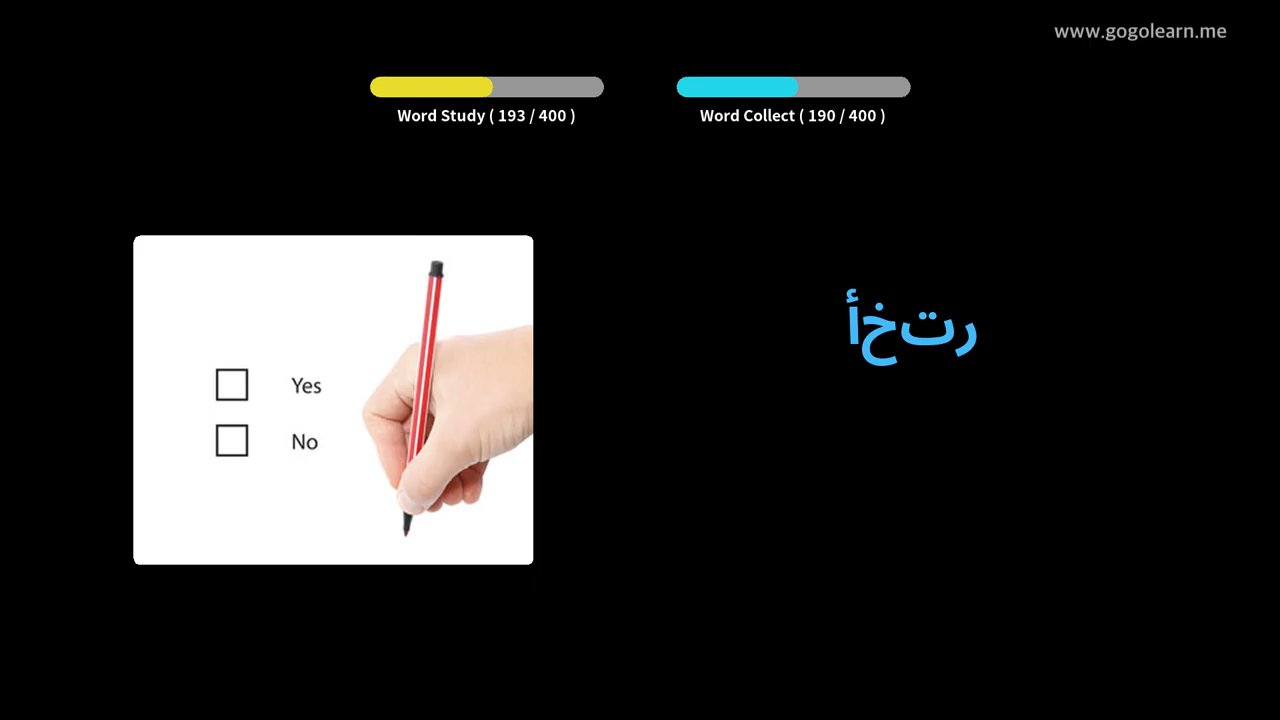 www.gogolearn.me
Word Study ( 193 / 400 )
Word Collect ( 190 / 400 )
رتخأ
Yes
No